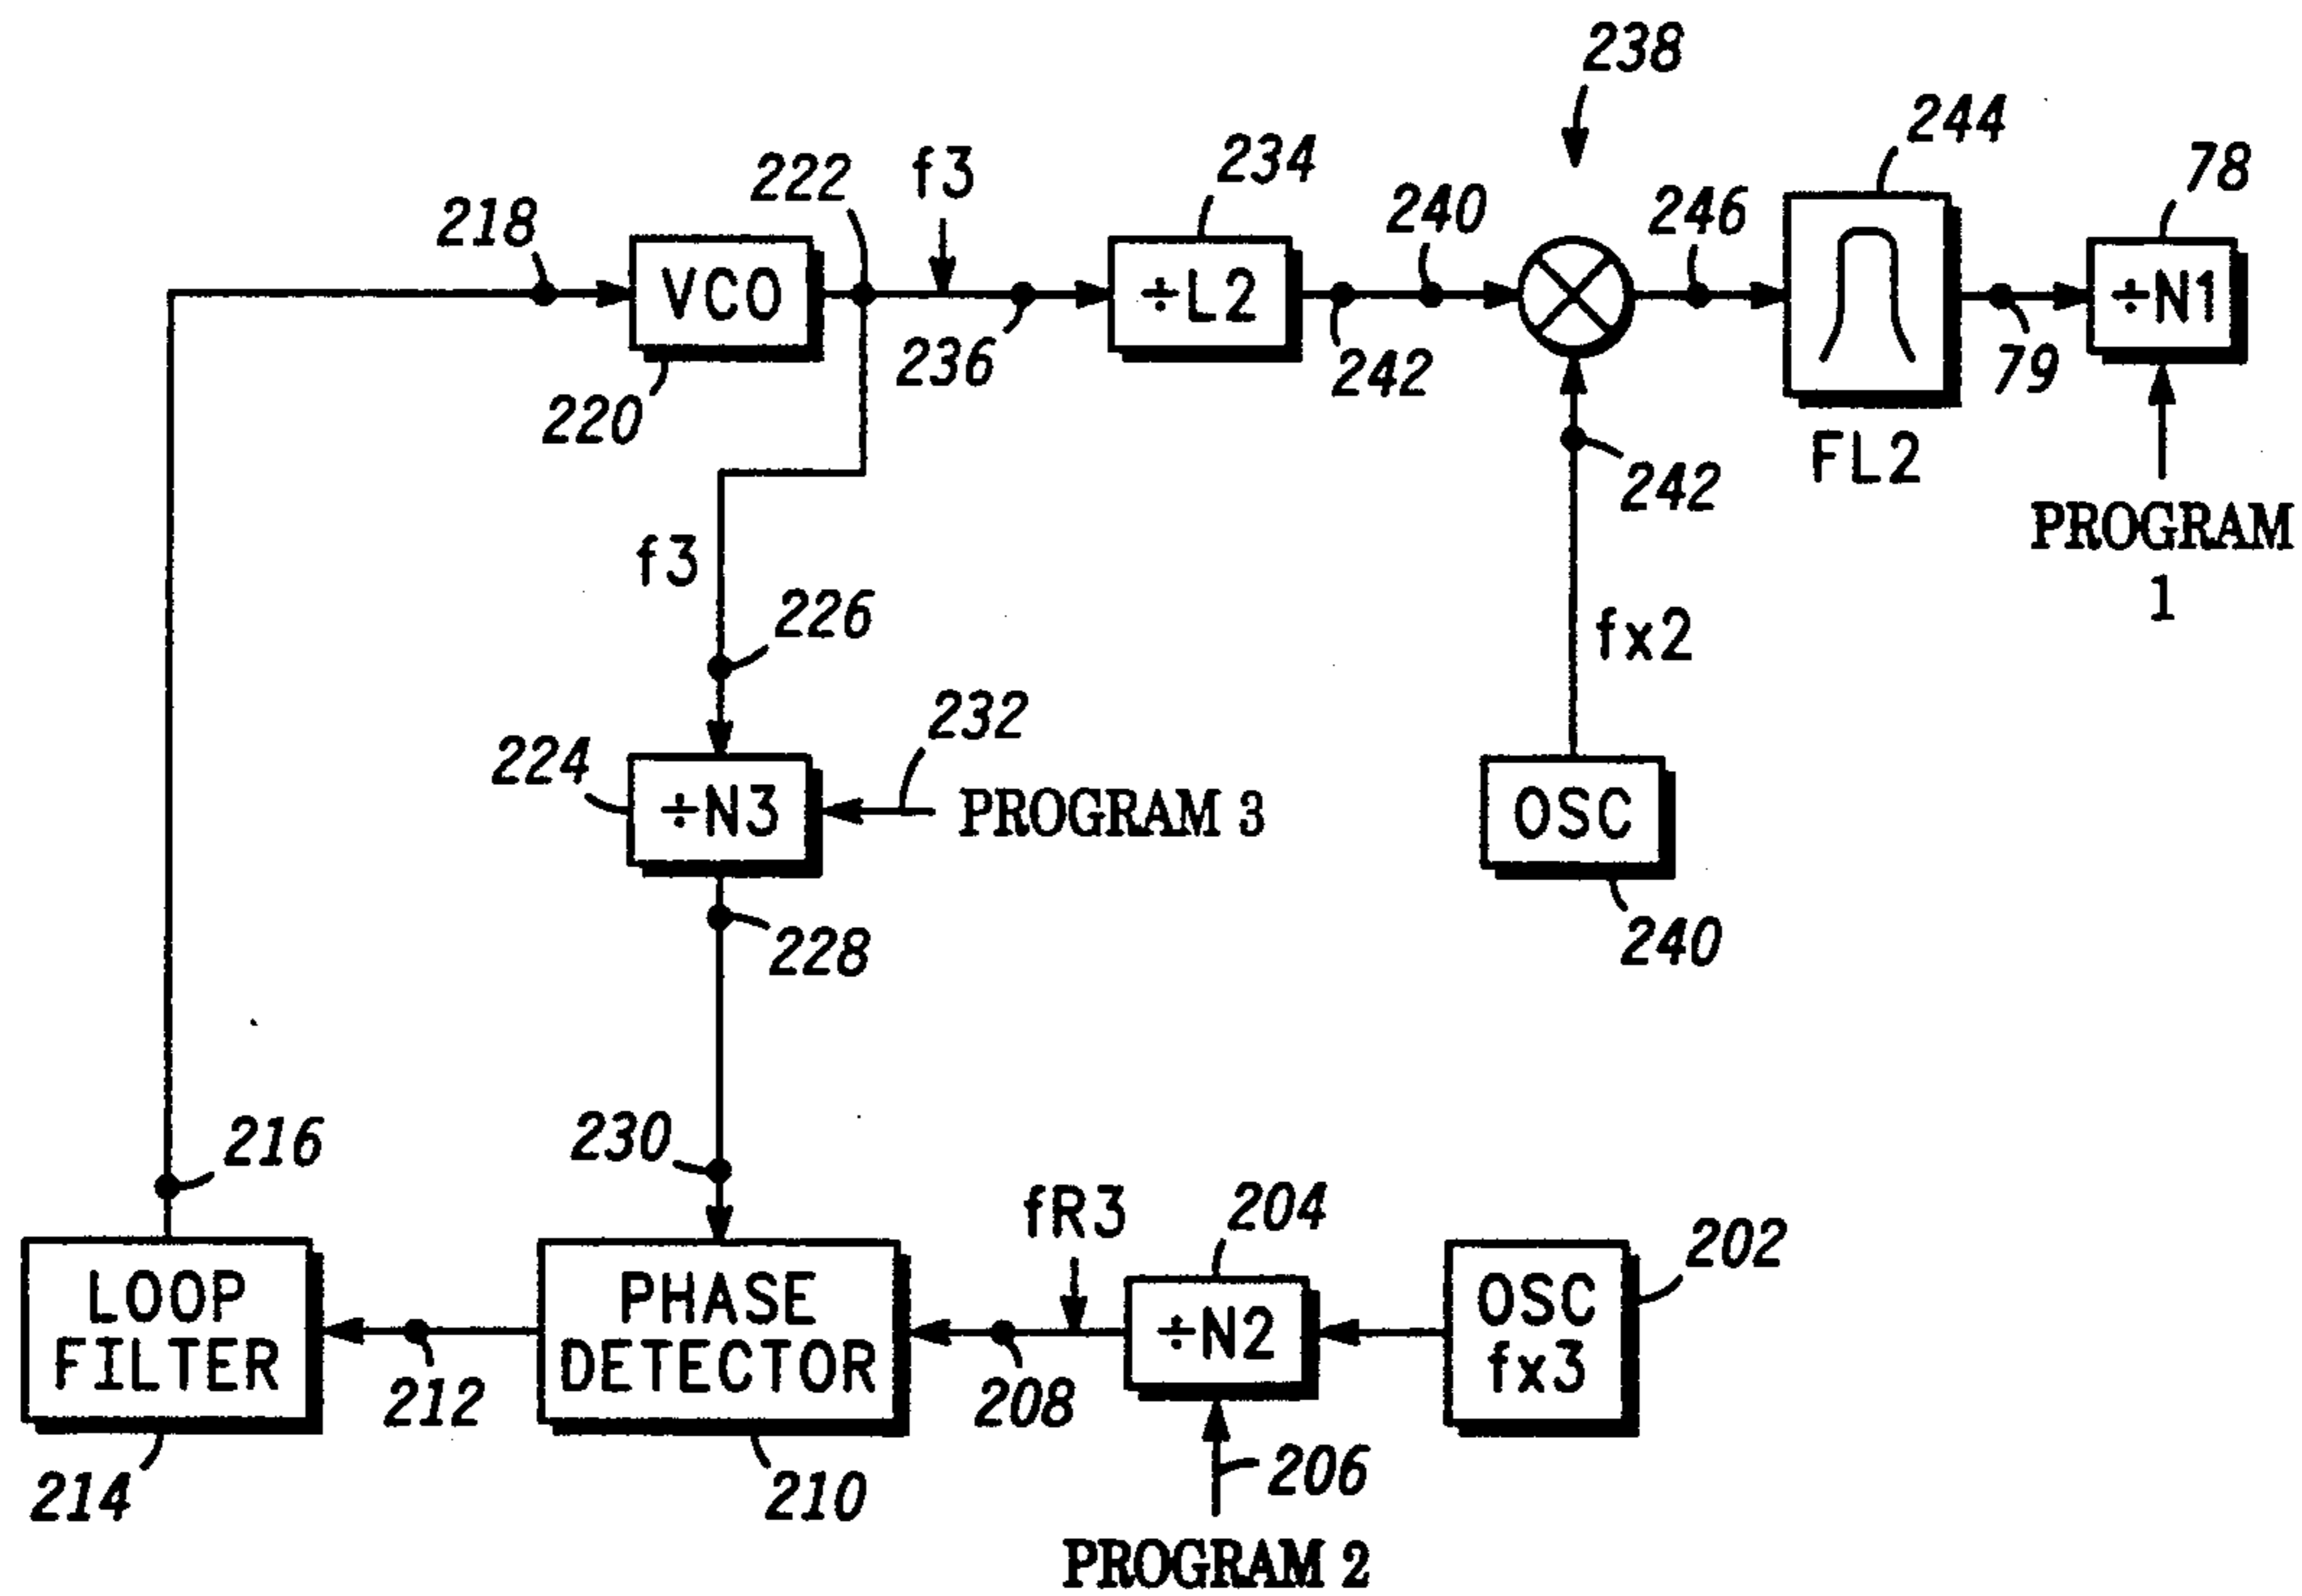 238
244
78
222
f3
234
240
246
218
VCO
÷L2
÷N1
236
242
79
220
FL2
242
PROGRAM
1
f3
226
fx2
232
224
÷N3
PROGRAM 3
OSC
228
240
216
230
fR3
204
202
LOOP
FILTER
PHASE
DETECTOR
÷N2
OSC
fx3
212
208
214
210
206
PROGRAM 2